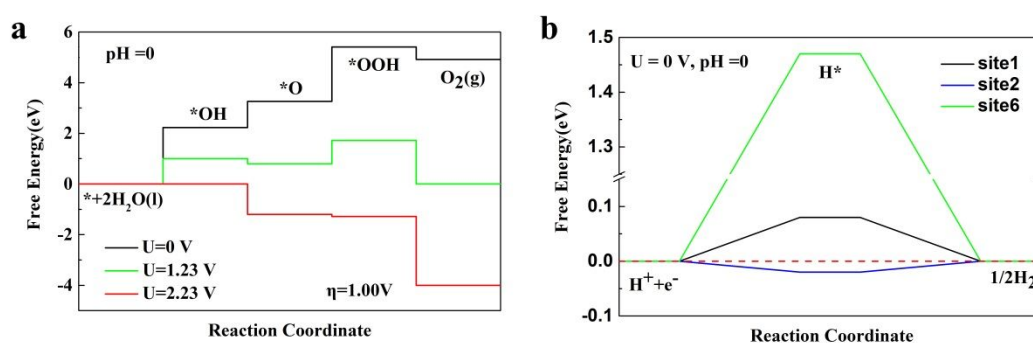 a
pH =0
6
4
2
0
-2
-4
Free Energy(eV)
*OH
*O
*OOH
O₂(g)
*+2H₂O(l)
U=0 V
U=1.23 V
U=2.23 V
η=1.00V
Reaction Coordinate
b
U = 0 V, pH =0
1.5
1.4
1.3
0.1
0.0
-0.1
Free Energy(eV)
H*
site1
site2
site6
H⁺+e⁻
1/2H₂
Reaction Coordinate